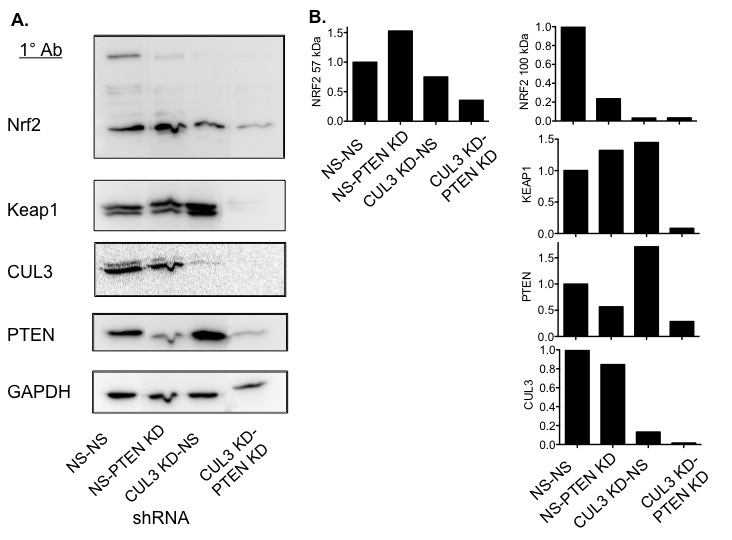 A.
1° Ab
Nrf2
Keap1
CUL3
PTEN
GAPDH
NS-NS
NS-PTEN KD
CUL3 KD-NS
CUL3 KD-
PTEN KD
shRNA
B.
NRF2 57 kDa
1.5
1.0
0.5
0.0
NS-NS
NS-PTEN KD
CUL3 KD-NS
CUL3 KD-
PTEN KD
NRF2 100 kDa
1.0
0.8
0.6
0.4
0.2
0.0
KEAP1
1.5
1.0
0.5
0.0
PTEN
1.5
1.0
0.5
0.0
CUL3
1.0
0.8
0.6
0.4
0.2
0.0
NS-NS
NS-PTEN KD
CUL3 KD-NS
CUL3 KD-
PTEN KD